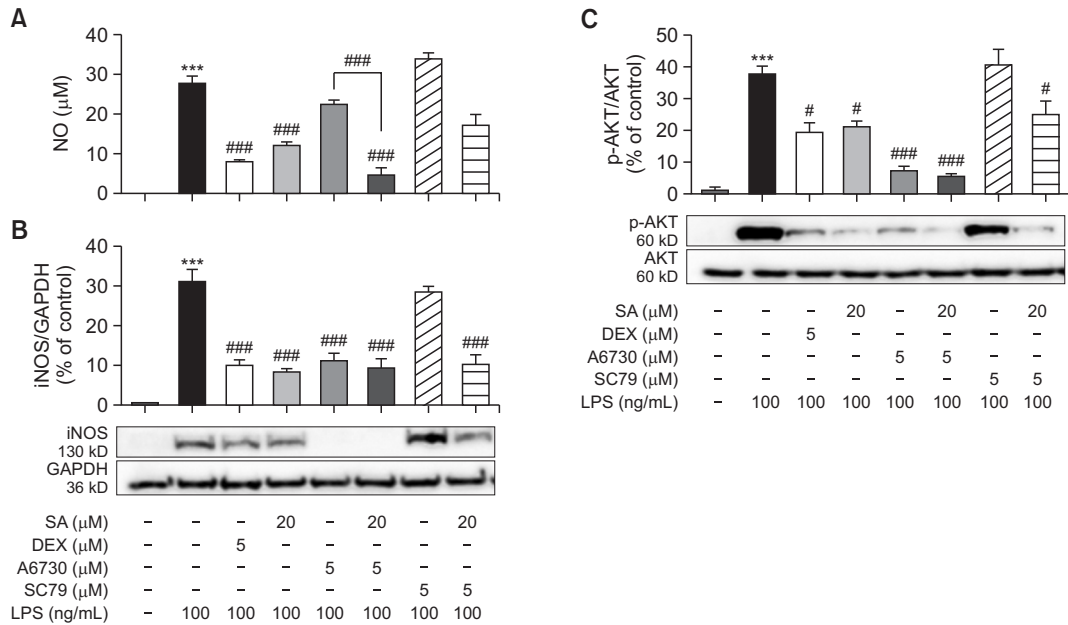 A
NO (μM)
40
30
20
10
0
***
###
###
###
###
B
iNOS/GAPDH
(% of control)
40
30
20
10
0
***
###
###
###
###
###
iNOS
130 kD
GAPDH
36 kD
SA (μM) – – – 20 – 20 – 20
DEX (μM) – – 5 – – – – –
A6730 (μM) – – – – 5 5 – –
SC79 (μM) – – – – – – 5 5
LPS (ng/mL) – 100 100 100 100 100 100 100
C
p-AKT/AKT
(% of control)
50
40
30
20
10
0
***
#
#
###
###
#
p-AKT
60 kD
AKT
60 kD
SA (μM) – – – 20 – 20 – 20
DEX (μM) – – 5 – – – – –
A6730 (μM) – – – – 5 5 – –
SC79 (μM) – – – – – – 5 5
LPS (ng/mL) – 100 100 100 100 100 100 100